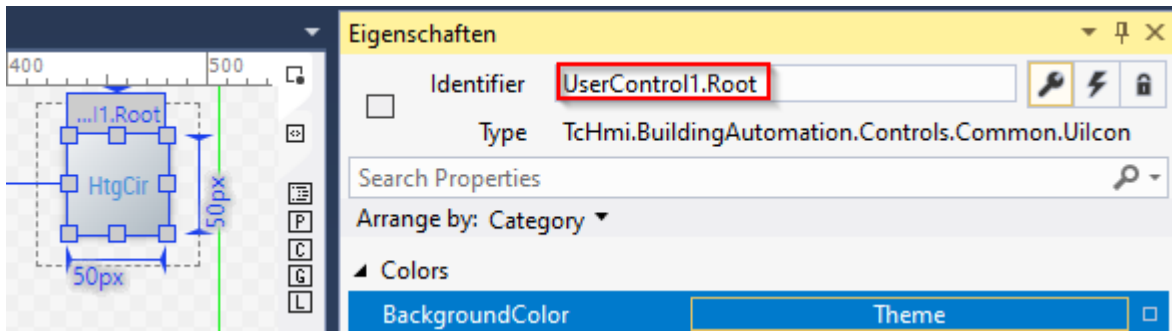 400
500
...l1.Root
HtgCir
50px
50px
P
C
G
L
Eigenschaften
Identifier UserControl1.Root
Type TcHmi.BuildingAutomation.Controls.Common.UiIcon
Search Properties
Arrange by: Category
Colors
BackgroundColor Theme